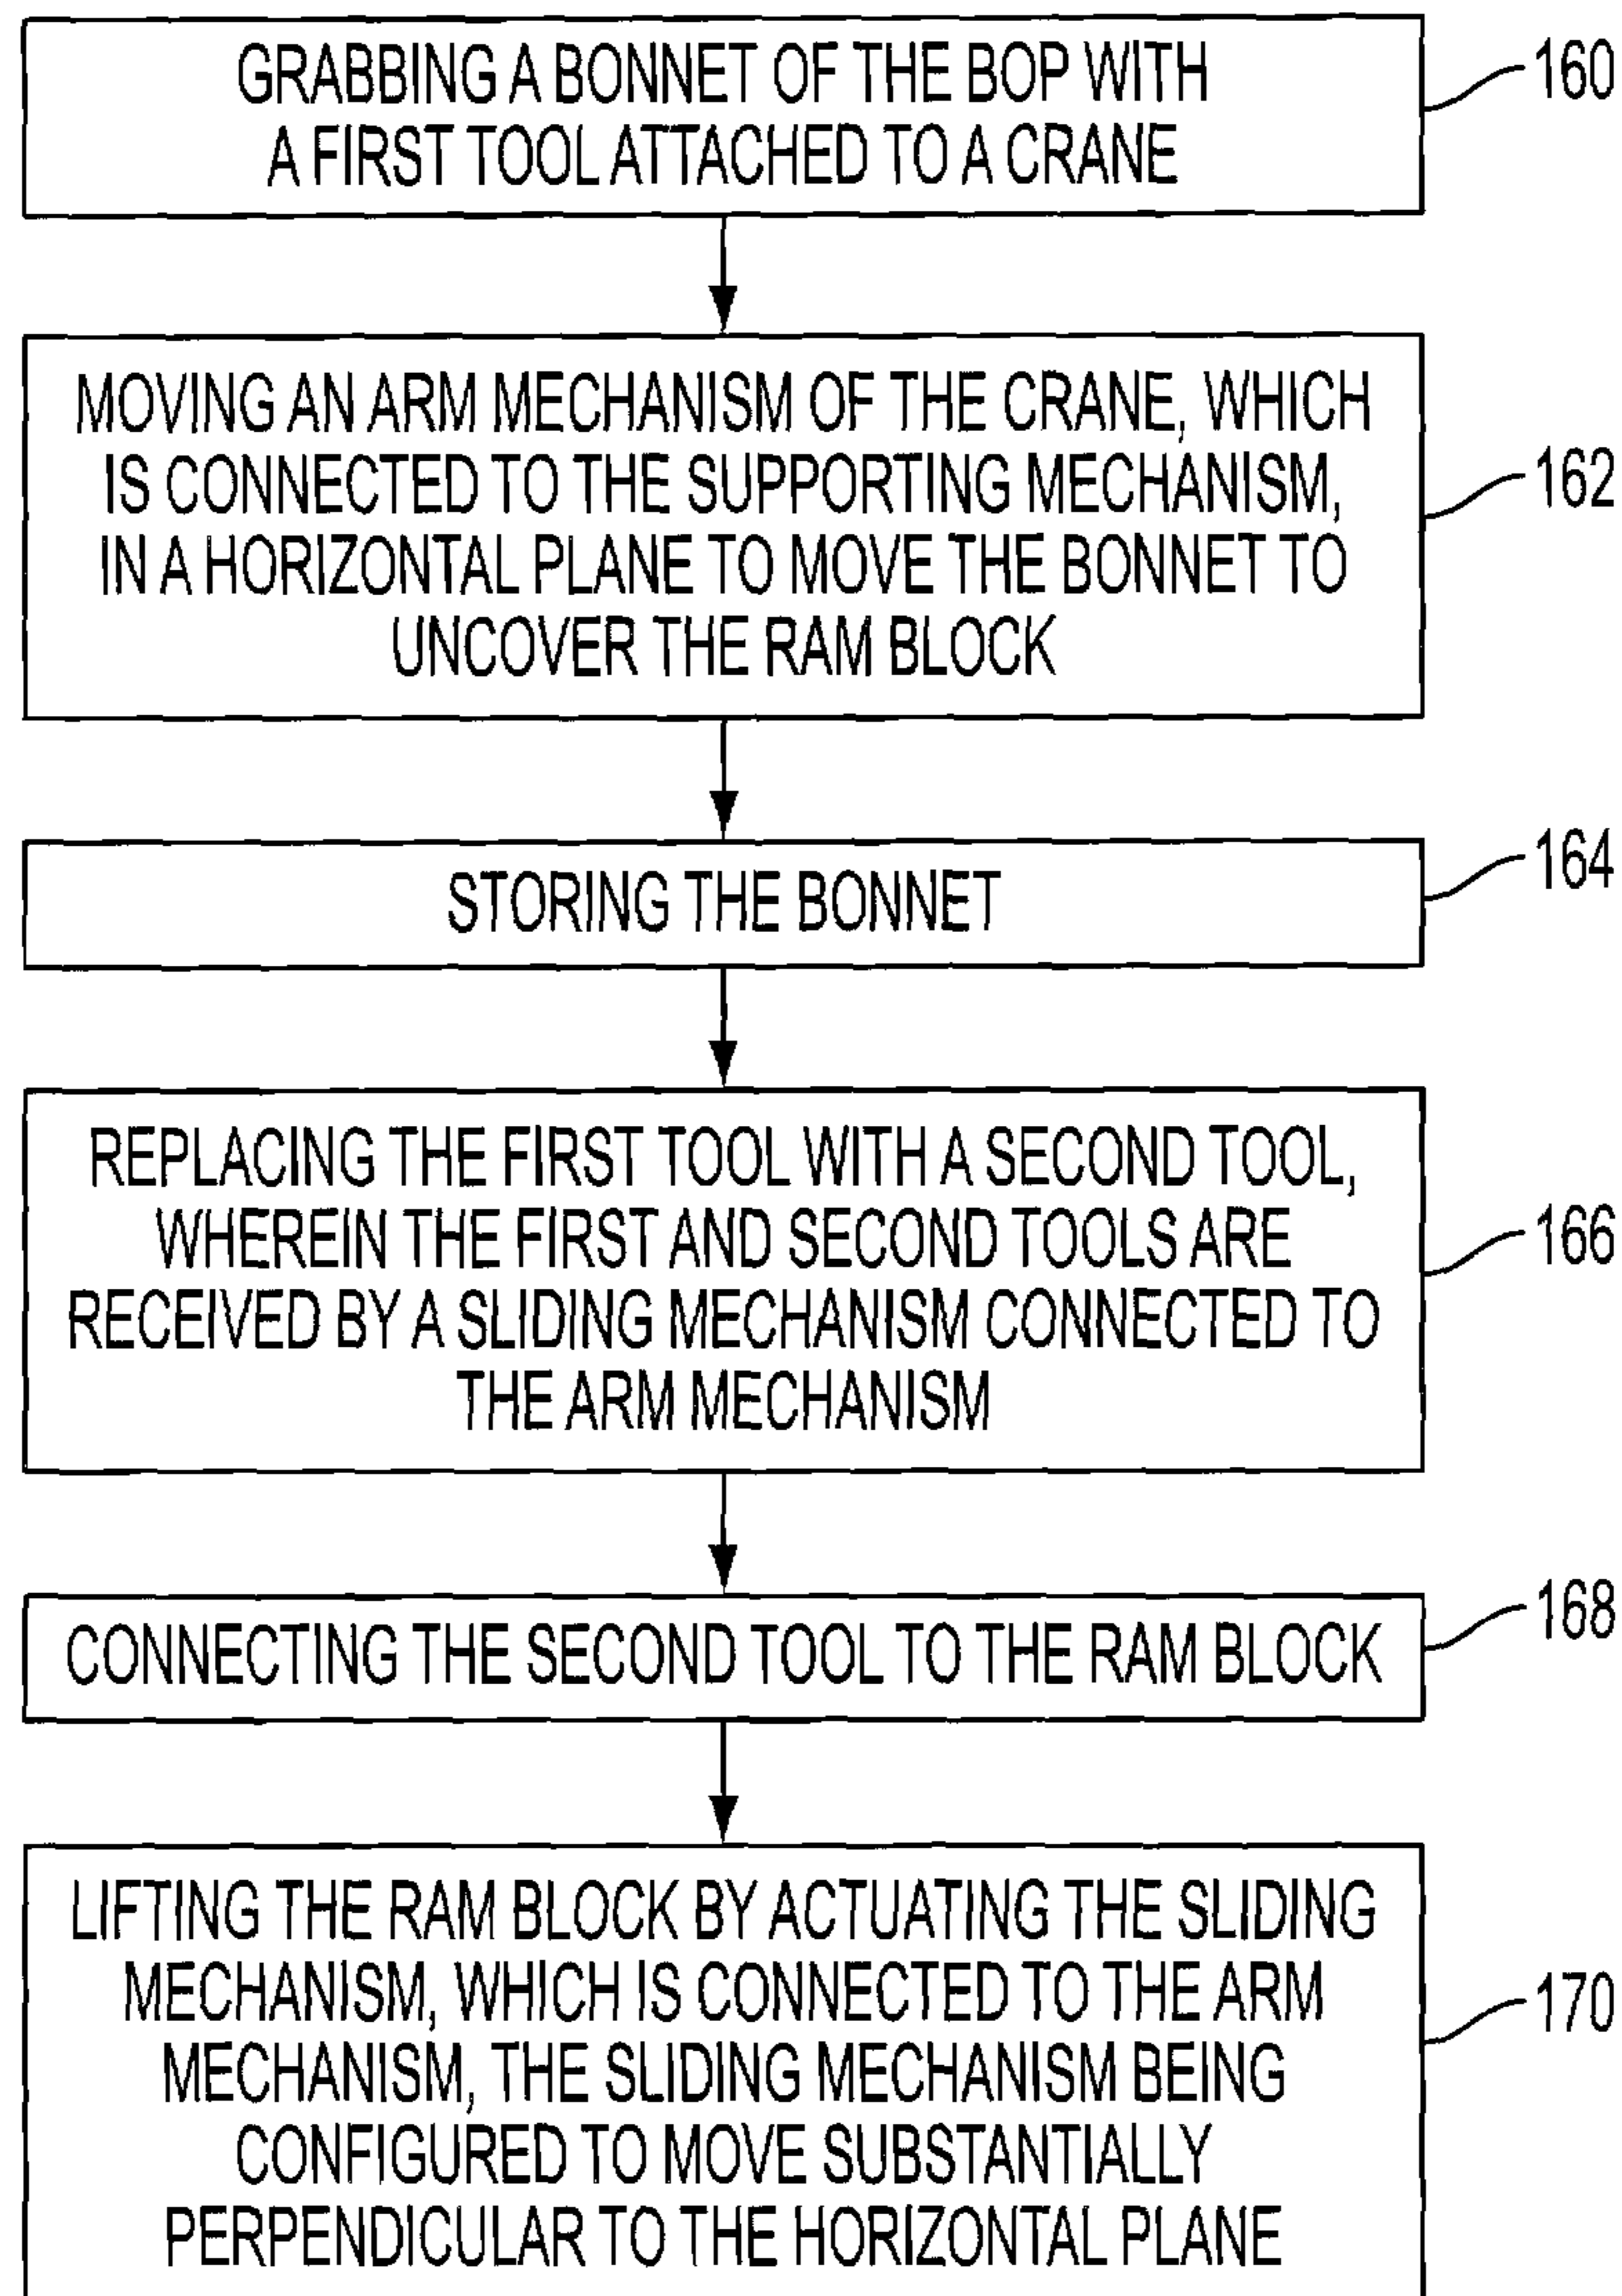 GRABBING A BONNET OF THE BOP WITH
A FIRST TOOL ATTACHED TO A CRANE
160
MOVING AN ARM MECHANISM OF THE CRANE, WHICH
IS CONNECTED TO THE SUPPORTING MECHANISM,
IN A HORIZONTAL PLANE TO MOVE THE BONNET TO
UNCOVER THE RAM BLOCK
162
STORING THE BONNET
164
REPLACING THE FIRST TOOL WITH A SECOND TOOL,
WHEREIN THE FIRST AND SECOND TOOLS ARE
RECEIVED BY A SLIDING MECHANISM CONNECTED TO
THE ARM MECHANISM
166
CONNECTING THE SECOND TOOL TO THE RAM BLOCK
168
LIFTING THE RAM BLOCK BY ACTUATING THE SLIDING
MECHANISM, WHICH IS CONNECTED TO THE ARM
MECHANISM, THE SLIDING MECHANISM BEING
CONFIGURED TO MOVE SUBSTANTIALLY
PERPENDICULAR TO THE HORIZONTAL PLANE
170